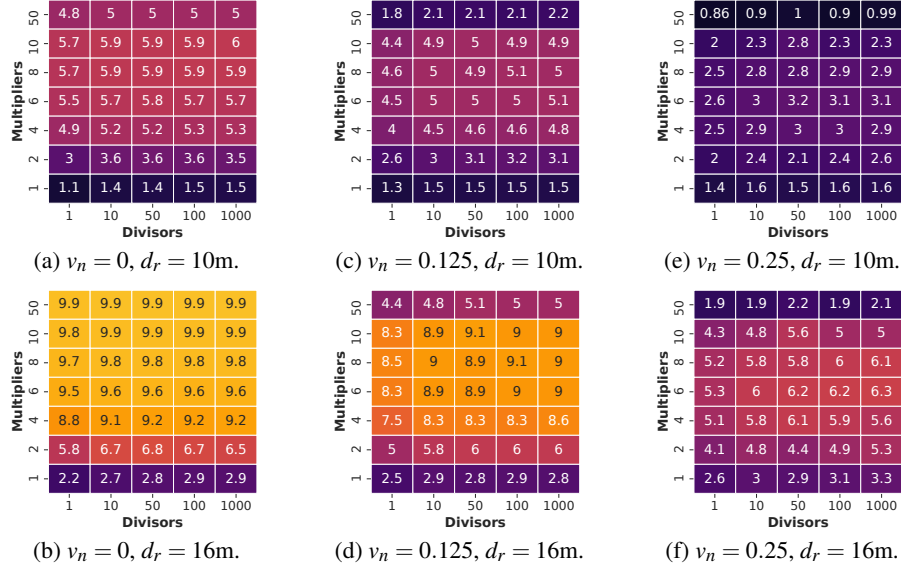 Multipliers
50 4.8 5 5 5 5
10 5.7 5.9 5.9 5.9 6
8 5.7 5.9 5.9 5.9 5.9
6 5.5 5.7 5.8 5.7 5.7
4 4.9 5.2 5.2 5.3 5.3
2 3 3.6 3.6 3.6 3.5
1 1.1 1.4 1.4 1.5 1.5
1 10 50 100 1000
Divisors
(a) vₙ = 0, dᵣ = 10m.
Multipliers
50 9.9 9.9 9.9 9.9 9.9
10 9.8 9.9 9.9 9.9 9.9
8 9.7 9.8 9.8 9.8 9.8
6 9.5 9.6 9.6 9.6 9.6
4 8.8 9.1 9.2 9.2 9.2
2 5.8 6.7 6.8 6.7 6.5
1 2.2 2.7 2.8 2.9 2.9
1 10 50 100 1000
Divisors
(b) vₙ = 0, dᵣ = 16m.
Multipliers
50 1.8 2.1 2.1 2.1 2.2
10 4.4 4.9 5 4.9 4.9
8 4.6 5 4.9 5.1 5
6 4.5 5 5 5 5.1
4 4 4.5 4.6 4.6 4.8
2 2.6 3 3.1 3.2 3.1
1 1.3 1.5 1.5 1.5 1.5
1 10 50 100 1000
Divisors
(c) vₙ = 0.125, dᵣ = 10m.
Multipliers
50 4.4 4.8 5.1 5 5
10 8.3 8.9 9.1 9 9
8 8.5 9 8.9 9.1 9
6 8.3 8.9 8.9 9 9
4 7.5 8.3 8.3 8.3 8.6
2 5 5.8 6 6 6
1 2.5 2.9 2.8 2.9 2.8
1 10 50 100 1000
Divisors
(d) vₙ = 0.125, dᵣ = 16m.
Multipliers
50 0.86 0.9 1 0.9 0.99
10 2 2.3 2.8 2.3 2.3
8 2.5 2.8 2.8 2.9 2.9
6 2.6 3 3.2 3.1 3.1
4 2.5 2.9 3 3 2.9
2 2 2.4 2.1 2.4 2.6
1 1.4 1.6 1.5 1.6 1.6
1 10 50 100 1000
Divisors
(e) vₙ = 0.25, dᵣ = 10m.
Multipliers
50 1.9 1.9 2.2 1.9 2.1
10 4.3 4.8 5.6 5 5
8 5.2 5.8 5.8 6 6.1
6 5.3 6 6.2 6.2 6.3
4 5.1 5.8 6.1 5.9 5.6
2 4.1 4.8 4.4 4.9 5.3
1 2.6 3 2.9 3.1 3.3
1 10 50 100 1000
Divisors
(f) vₙ = 0.25, dᵣ = 16m.